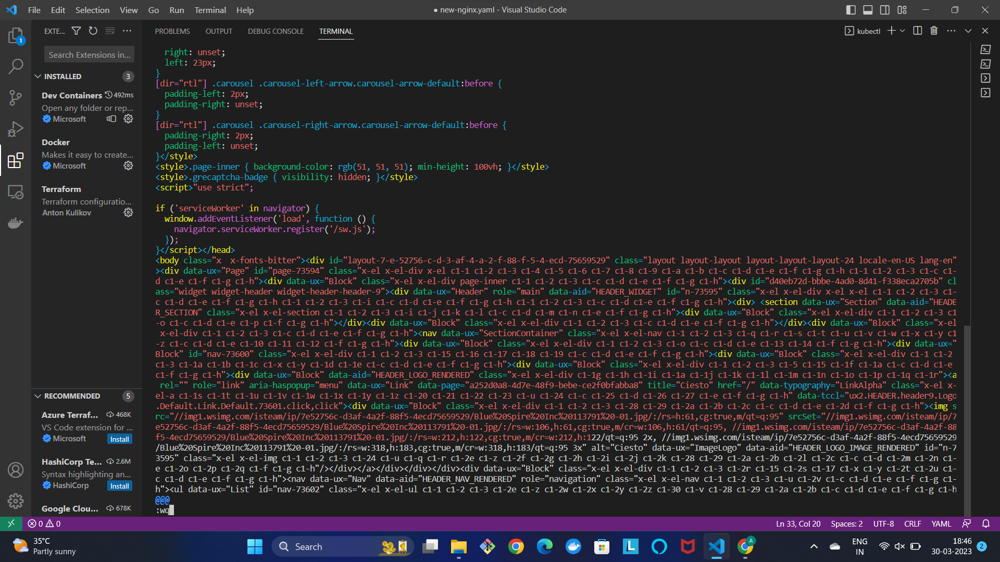 File Edit Selection View Go Run Terminal Help
● new-nginx.yaml - Visual Studio Code
EXTE...
PROBLEMS OUTPUT DEBUG CONSOLE TERMINAL
kubectl
1
Search Extensions in...
INSTALLED 3
Dev Containers 492ms
Open any folder or rep...
Microsoft
Docker
Makes it easy to create...
Microsoft
Terraform
Terraform configuratio...
Anton Kulikov
RECOMMENDED 5
Azure Terraf... 468K
VS Code extension for ...
Microsoft Install
HashiCorp Te... 2.6M
Syntax highlighting an...
HashiCorp Install
Google Clou... 678K
right: unset;
left: 23px;
}
[dir="rtl"] .carousel .carousel-left-arrow.carousel-arrow-default:before {
padding-left: 2px;
padding-right: unset;
}
[dir="rtl"] .carousel .carousel-right-arrow.carousel-arrow-default:before {
padding-right: 2px;
padding-left: unset;
}</style>
<style>.page-inner { background-color: rgb(51, 51, 51); min-height: 100vh; }</style>
<style>.grecaptcha-badge { visibility: hidden; }</style>
<script>"use strict";
if ('serviceWorker' in navigator) {
window.addEventListener('load', function () {
navigator.serviceWorker.register('/sw.js');
});
}</script></head>
<body class="x  x-fonts-bitter"><div id="layout-7-e-52756-c-d-3-af-4-a-2-f-88-f-5-4-ecd-75659529" class="layout layout-layout layout-layout-layout-24 locale-en-US lang-en"
><div data-ux="Page" id="page-73594" class="x-el x-el-div x-el c1-1 c1-2 c1-3 c1-4 c1-5 c1-6 c1-7 c1-8 c1-9 c1-a c1-b c1-c c1-d c1-e c1-f c1-g c1-h c1-1 c1-2 c1-3 c1-c c1-
d c1-e c1-f c1-g c1-h"><div data-ux="Block" class="x-el x-el-div page-inner c1-1 c1-2 c1-3 c1-c c1-d c1-e c1-f c1-g c1-h"><div id="d40eb72d-bbbe-4ad0-8d41-f338eca2705b" cl
ass="widget widget-header widget-header-header-9"><div data-ux="Header" role="main" data-aid="HEADER_WIDGET" id="n-73595" class="x-el x-el-div x-el x-el c1-1 c1-2 c1-3 c1-
c c1-d c1-e c1-f c1-g c1-h c1-1 c1-2 c1-3 c1-i c1-c c1-d c1-e c1-f c1-g c1-h c1-1 c1-2 c1-3 c1-c c1-d c1-e c1-f c1-g c1-h"><div> <section data-ux="Section" data-aid="HEADE
R_SECTION" class="x-el x-el-section c1-1 c1-2 c1-3 c1-i c1-j c1-k c1-l c1-c c1-d c1-m c1-n c1-e c1-f c1-g c1-h"><div data-ux="Block" class="x-el x-el-div c1-1 c1-2 c1-3 c1
-o c1-c c1-d c1-e c1-p c1-f c1-g c1-h"></div><div data-ux="Block" class="x-el x-el-div c1-1 c1-2 c1-3 c1-c c1-d c1-e c1-f c1-g c1-h"></div><div data-ux="Block" class="x-el
x-el-div c1-1 c1-2 c1-3 c1-c c1-d c1-e c1-f c1-g c1-h"><nav data-ux="SectionContainer" class="x-el x-el-nav c1-1 c1-2 c1-3 c1-q c1-r c1-s c1-t c1-u c1-v c1-w c1-x c1-y c1
-z c1-c c1-d c1-e c1-10 c1-11 c1-12 c1-f c1-g c1-h"><div data-ux="Block" class="x-el x-el-div c1-1 c1-2 c1-3 c1-o c1-c c1-d c1-e c1-13 c1-14 c1-f c1-g c1-h"><div data-ux="
Block" id="nav-73600" class="x-el x-el-div c1-1 c1-2 c1-3 c1-15 c1-16 c1-17 c1-18 c1-19 c1-c c1-d c1-e c1-f c1-g c1-h"><div data-ux="Block" class="x-el x-el-div c1-1 c1-2
c1-3 c1-1a c1-1b c1-1c c1-x c1-y c1-1d c1-1e c1-c c1-d c1-e c1-f c1-g c1-h"><div data-ux="Block" class="x-el x-el-div c1-1 c1-2 c1-3 c1-5 c1-15 c1-1f c1-1a c1-c c1-d c1-e
c1-f c1-g c1-h"><div data-ux="Block" data-aid="HEADER_LOGO_RENDERED" class="x-el x-el-div c1-1g c1-1h c1-1i c1-1a c1-1j c1-1k c1-1l c1-1m c1-1n c1-1o c1-1p c1-1q c1-1r"><a
rel="" role="link" aria-haspopup="menu" data-ux="Link" data-page="a252d0a8-4d7e-48f9-bebe-ce2f0bfabba8" title="Ciesto" href="/" data-typography="LinkAlpha" class="x-el x-
el-a c1-1s c1-1t c1-1u c1-1v c1-1w c1-1x c1-1y c1-1z c1-20 c1-21 c1-22 c1-23 c1-u c1-24 c1-c c1-25 c1-d c1-26 c1-27 c1-e c1-f c1-g c1-h" data-tccl="ux2.HEADER.header9.Logo
.Default.Link.Default.73601.click,click"><div data-ux="Block" class="x-el x-el-div c1-1 c1-2 c1-3 c1-28 c1-29 c1-2a c1-2b c1-2c c1-c c1-d c1-e c1-2d c1-f c1-g c1-h"><img s
rc="//img1.wsimg.com/isteam/ip/7e52756c-d3af-4a2f-88f5-4ecd75659529/Blue%20Spire%20Inc%20113791%20-01.jpg/:/rs=h:61,cg:true,m/qt=q:95" srcSet="//img1.wsimg.com/isteam/ip/7
e52756c-d3af-4a2f-88f5-4ecd75659529/Blue%20Spire%20Inc%20113791%20-01.jpg/:/rs=w:106,h:61,cg:true,m/cr=w:106,h:61/qt=q:95, //img1.wsimg.com/isteam/ip/7e52756c-d3af-4a2f-88
f5-4ecd75659529/Blue%20Spire%20Inc%20113791%20-01.jpg/:/rs=w:212,h:122,cg:true,m/cr=w:212,h:122/qt=q:95 2x, //img1.wsimg.com/isteam/ip/7e52756c-d3af-4a2f-88f5-4ecd75659529
/Blue%20Spire%20Inc%20113791%20-01.jpg/:/rs=w:318,h:183,cg:true,m/cr=w:318,h:183/qt=q:95 3x" alt="Ciesto" data-ux="ImageLogo" data-aid="HEADER_LOGO_IMAGE_RENDERED" id="n-7
3595" class="x-el x-el-img c1-1 c1-2 c1-3 c1-24 c1-u c1-q c1-r c1-2e c1-z c1-2f c1-2g c1-2h c1-2i c1-2j c1-2k c1-28 c1-29 c1-2a c1-2b c1-2l c1-2c c1-c c1-d c1-2m c1-2n c1-
e c1-2o c1-2p c1-2q c1-f c1-g c1-h"/></div></a></div></div></div><div data-ux="Block" class="x-el x-el-div c1-1 c1-2 c1-3 c1-2r c1-15 c1-2s c1-17 c1-x c1-y c1-2t c1-2u c1-
c c1-d c1-e c1-f c1-g c1-h"><nav data-ux="Nav" data-aid="HEADER_NAV_RENDERED" role="navigation" class="x-el x-el-nav c1-1 c1-2 c1-3 c1-u c1-2v c1-c c1-d c1-e c1-f c1-g c1-
h"><ul data-ux="List" id="nav-73602" class="x-el x-el-ul c1-1 c1-2 c1-3 c1-2e c1-z c1-2w c1-2x c1-2y c1-2z c1-30 c1-v c1-28 c1-29 c1-2a c1-2b c1-c c1-d c1-e c1-f c1-g c1-h
@@@
:wq
0 0
Ln 33, Col 20 Spaces: 2 UTF-8 CRLF YAML
35°C
Partly sunny
Search
L
A
ENG
IN
18:46
30-03-2023
2